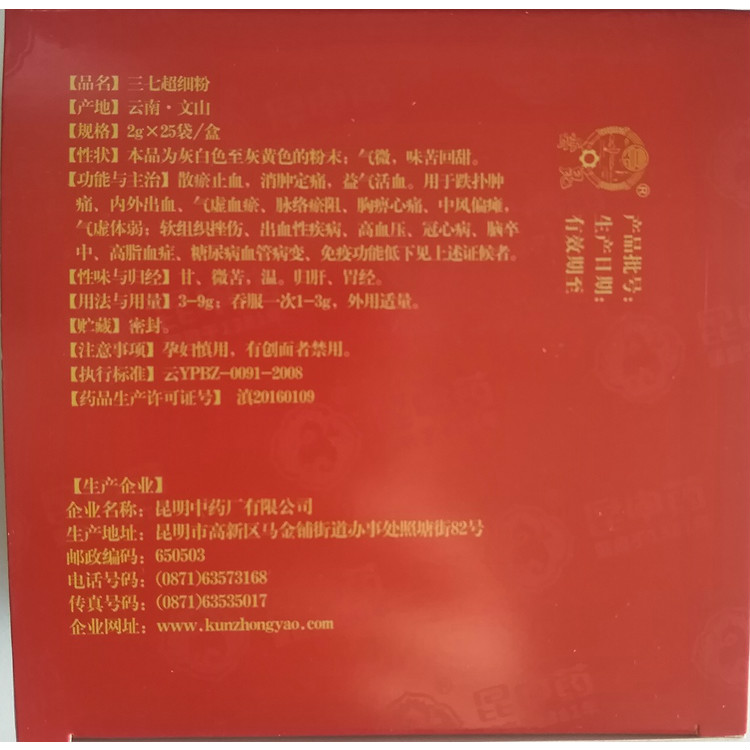 【品名】三七超细粉
【产地】云南·文山
【规格】2g×25袋/盒
【性状】本品为灰白色至灰黄色的粉末;气微,味苦回甜。
【功能与主治】散瘀止血,消肿定痛,益气活血。用于跌扑肿
痛、内外出血、气虚血瘀、脉络瘀阻、胸痹心痛、中风偏瘫,
气虚体弱;软组织挫伤、出血性疾病、高血压、冠心病、脑卒
中、高脂血症、糖尿病血管病变、免疫功能低下见上述证候者。
【性味与归经】甘、微苦,温。归肝、胃经。
【用法与用量】3-9g;吞服一次1-3g,外用适量。
【贮藏】密封。
【注意事项】孕妇慎用,有创面者禁用。
【执行标准】云YPBZ-0091-2008
【药品生产许可证号】 滇20160109
®
产品批号:
生产日期:
有效期至
【生产企业】
企业名称:昆明中药厂有限公司
生产地址:昆明市高新区马金铺街道办事处照塘街82号
邮政编码:650503
电话号码:(0871)63573168
传真号码:(0871)63535017
企业网址:www.kunzhongyao.com